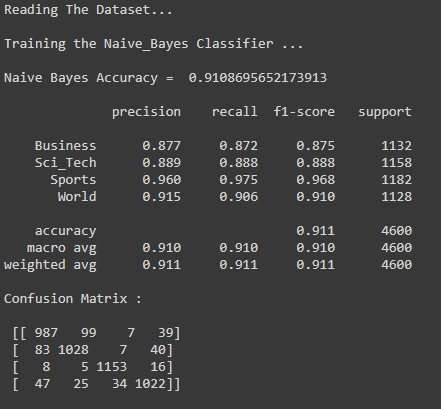 Reading The Dataset...
Training the Naive_Bayes Classifier ...
Naive Bayes Accuracy =  0.9108695652173913
              precision    recall  f1-score   support
    Business      0.877     0.872     0.875      1132
    Sci_Tech      0.889     0.888     0.888      1158
      Sports      0.960     0.975     0.968      1182
       World      0.915     0.906     0.910      1128
    accuracy                          0.911      4600
   macro avg      0.910     0.910     0.910      4600
weighted avg      0.911     0.911     0.911      4600
Confusion Matrix :
 [[ 987   99    7   39]
 [  83 1028    7   40]
 [   8    5 1153   16]
 [  47   25   34 1022]]